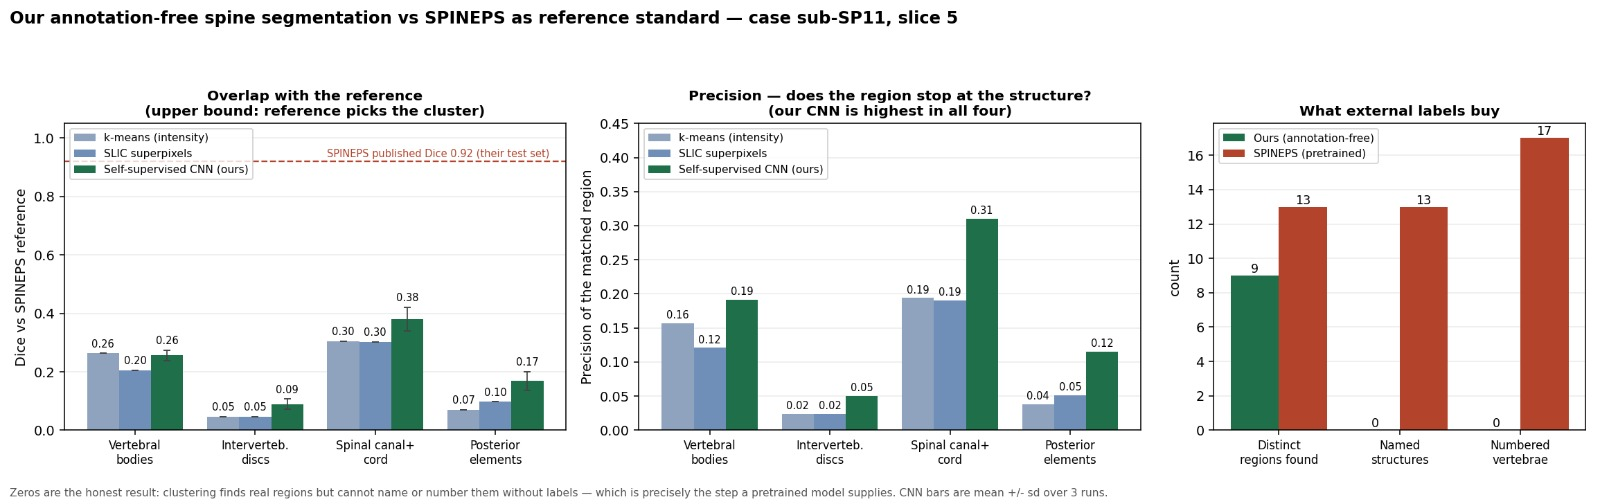 Our annotation-free spine segmentation vs SPINEPS as reference standard — case sub-SP11, slice 5
Overlap with the reference
(upper bound: reference picks the cluster)
k-means (intensity)
SLIC superpixels
Self-supervised CNN (ours)
SPINEPS published Dice 0.92 (their test set)
Dice vs SPINEPS reference
1.0
0.8
0.6
0.4
0.2
0.0
0.26
0.20
0.26
0.05
0.05
0.09
0.30
0.30
0.38
0.07
0.10
0.17
Vertebral
bodies
Interverteb.
discs
Spinal canal+
cord
Posterior
elements
Precision — does the region stop at the structure?
(our CNN is highest in all four)
k-means (intensity)
SLIC superpixels
Self-supervised CNN (ours)
Precision of the matched region
0.45
0.40
0.35
0.30
0.25
0.20
0.15
0.10
0.05
0.00
0.16
0.12
0.19
0.02
0.02
0.05
0.19
0.19
0.31
0.04
0.05
0.12
Vertebral
bodies
Interverteb.
discs
Spinal canal+
cord
Posterior
elements
What external labels buy
Ours (annotation-free)
SPINEPS (pretrained)
count
16
14
12
10
8
6
4
2
0
9
13
0
13
0
17
Distinct
regions found
Named
structures
Numbered
vertebrae
Zeros are the honest result: clustering finds real regions but cannot name or number them without labels — which is precisely the step a pretrained model supplies. CNN bars are mean +/- sd over 3 runs.